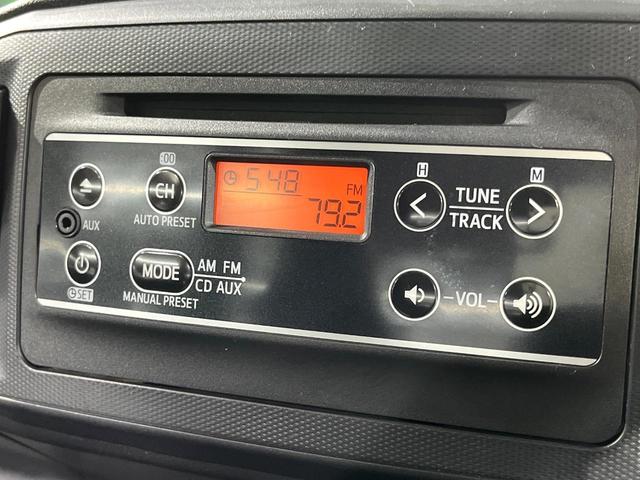 :00
H
M
CH
5:48
FM
79.2
AUX
AUTO PRESET
TUNE
TRACK
MODE
AM FM
CD AUX
SET
MANUAL PRESET
-VOL-